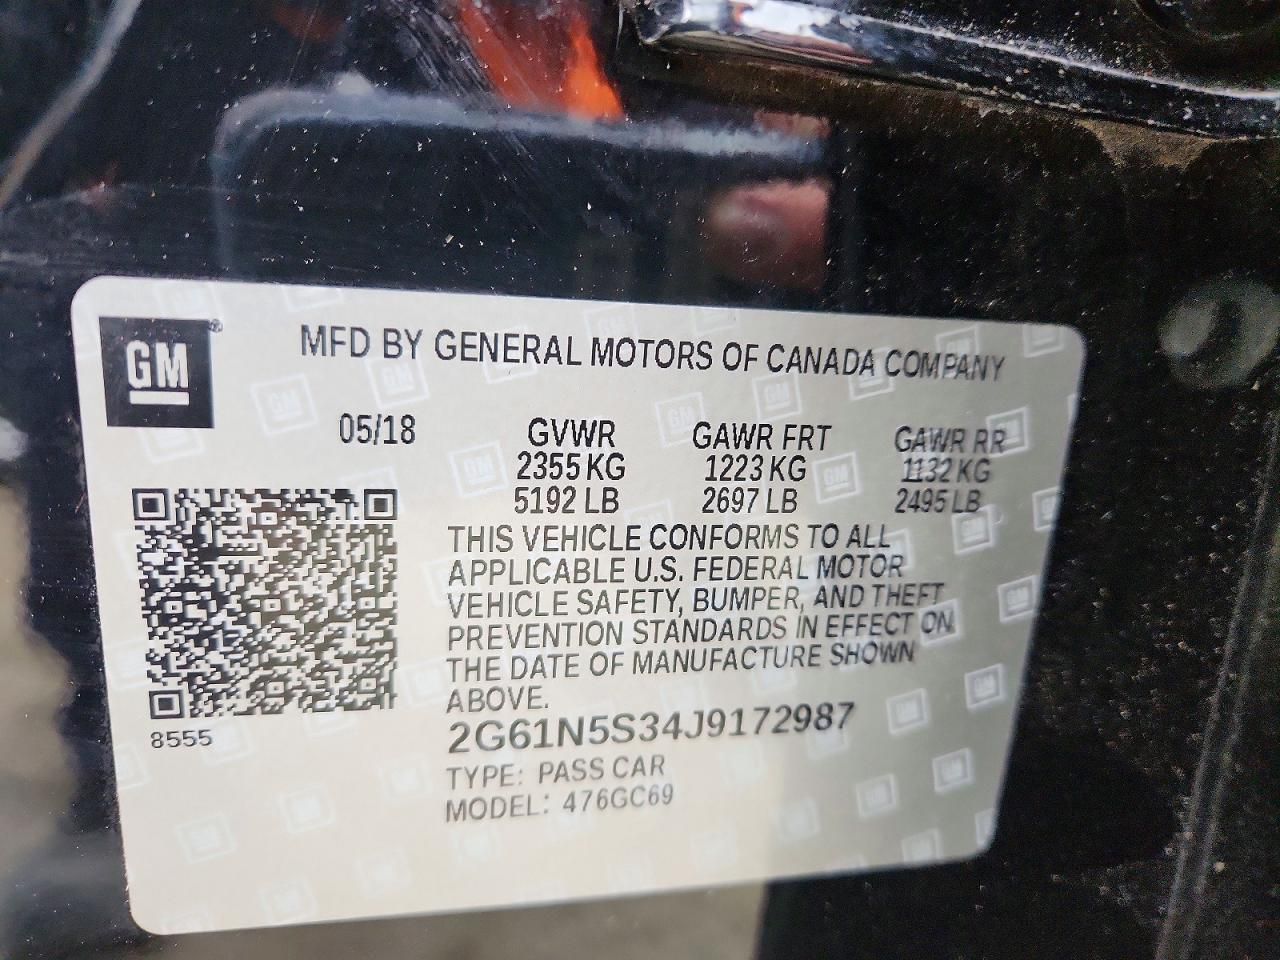 GM ®
MFD BY GENERAL MOTORS OF CANADA COMPANY
05/18 GVWR GAWR FRT GAWR RR
2355 KG 1223 KG 1132 KG
5192 LB 2697 LB 2495 LB
THIS VEHICLE CONFORMS TO ALL
APPLICABLE U.S. FEDERAL MOTOR
VEHICLE SAFETY, BUMPER, AND THEFT
PREVENTION STANDARDS IN EFFECT ON
THE DATE OF MANUFACTURE SHOWN
ABOVE.
8555
2G61N5S34J9172987
TYPE: PASS CAR
MODEL: 476GC69